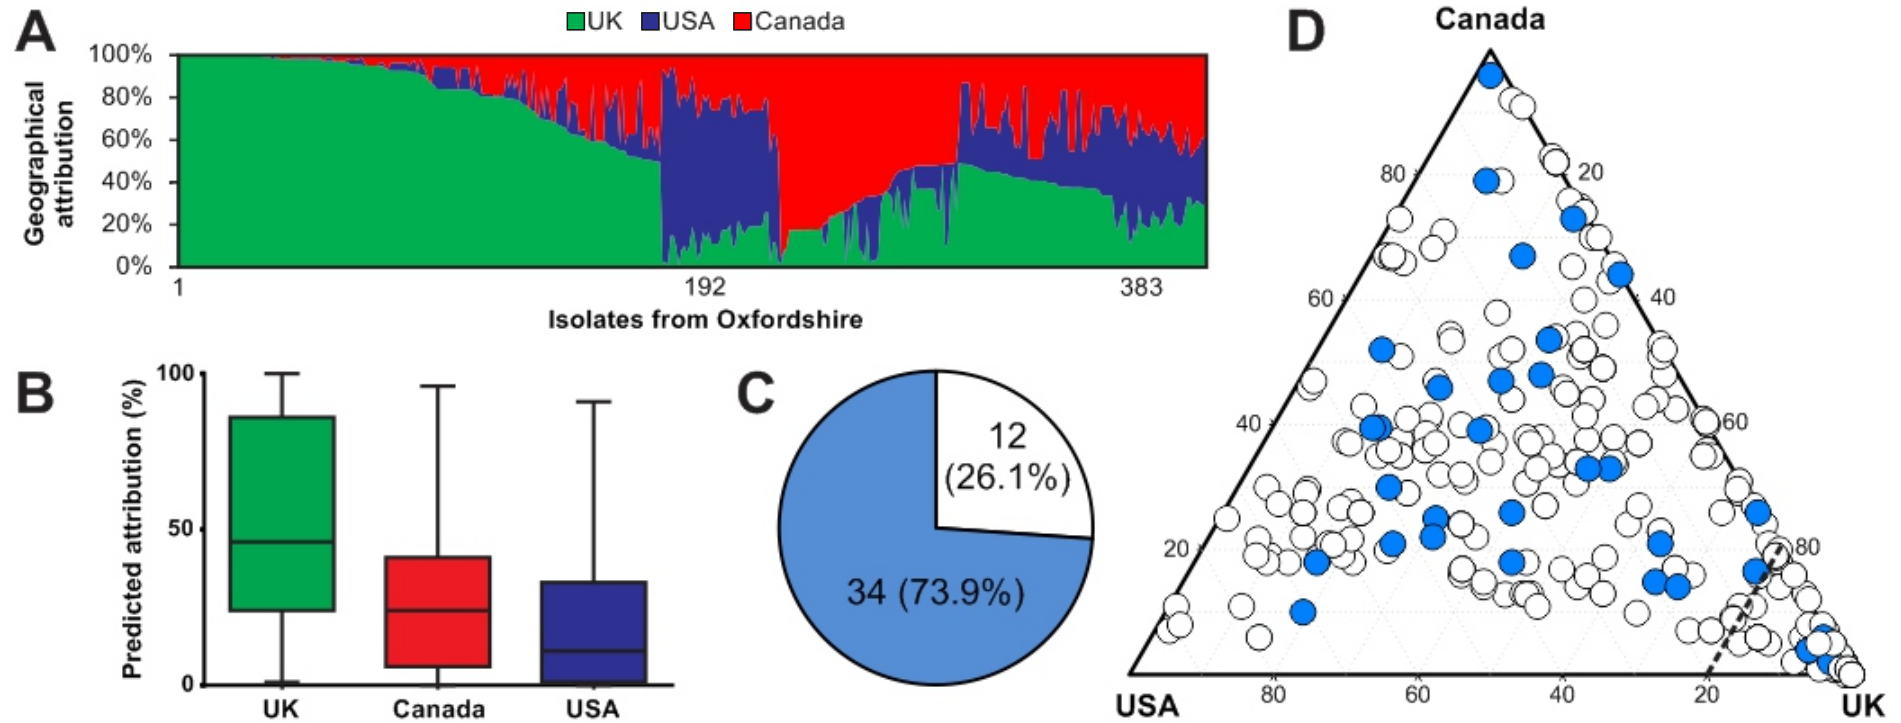 A
UK USA Canada
Geographical
attribution
100%
80%
60%
40%
20%
0%
1 192 383
Isolates from Oxfordshire
B
Predicted attribution (%)
100
50
0
UK Canada USA
C
12
(26.1%)
34 (73.9%)
D
Canada
80 20
60 40
40 60
20 80
80 60 40 20
USA UK